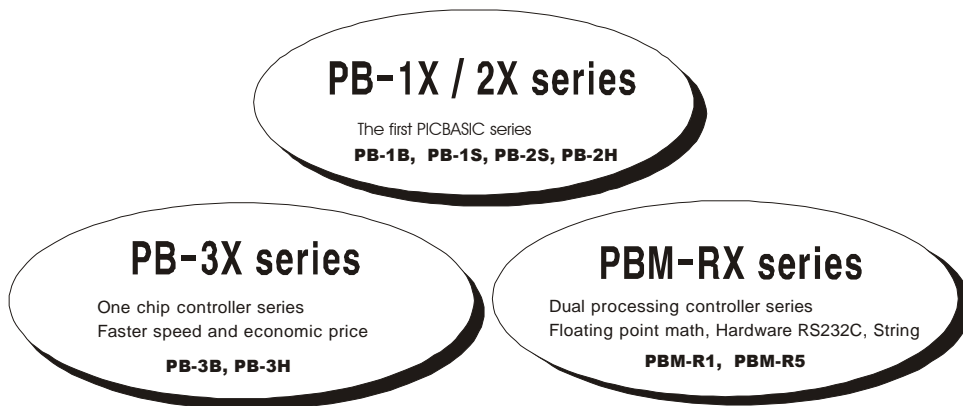 PB-1X / 2X series
The first PICBASIC series
PB-1B, PB-1S, PB-2S, PB-2H
PB-3X series
One chip controller series
Faster speed and economic price
PB-3B, PB-3H
PBM-RX series
Dual processing controller series
Floating point math, Hardware RS232C, String
PBM-R1, PBM-R5